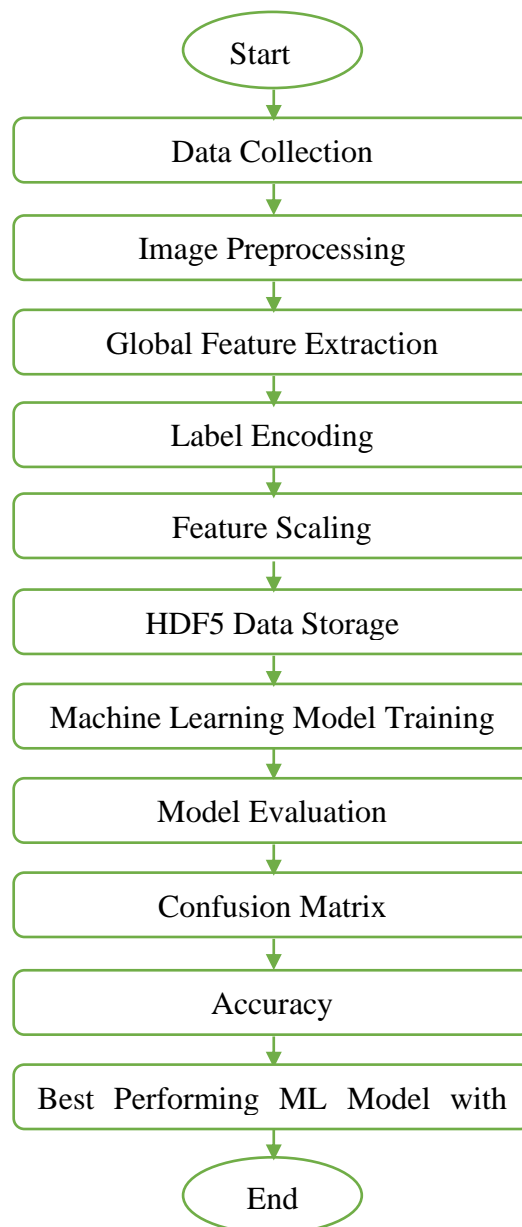 Start
Data Collection
Image Preprocessing
Global Feature Extraction
Label Encoding
Feature Scaling
HDF5 Data Storage
Machine Learning Model Training
Model Evaluation
Confusion Matrix
Accuracy
Best Performing ML Model with
End